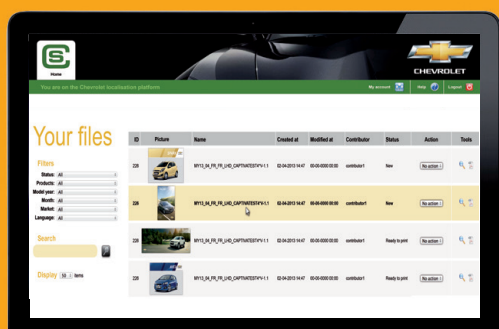 CS
Home
CHEVROLET
You are on the Chevrolet localisation platform
My account Help Logout
Your files
ID Picture Name Created at Modified at Contributor Status Action Tools
Filters
Status: All
Products: All
Model year: All
Month: All
Market: All
Language: All
Search
Display 50 items
228 MY13_04_FR_FR_LHD_CAPTIVATEST4*V-1.1 02-04-2013 14:47 00-00-0000 00:00 contributor1 New No action
228 MY13_04_FR_FR_LHD_CAPTIVATEST4*V-1.1 02-04-2013 14:47 00-00-0000 00:00 contributor1 New No action
228 MY13_04_FR_FR_LHD_CAPTIVATEST4*V-1.1 02-04-2013 14:47 00-00-0000 00:00 contributor1 Ready to print No action
228 MY13_04_FR_FR_LHD_CAPTIVATEST4*V-1.1 02-04-2013 14:47 00-00-0000 00:00 contributor1 Ready to print No action